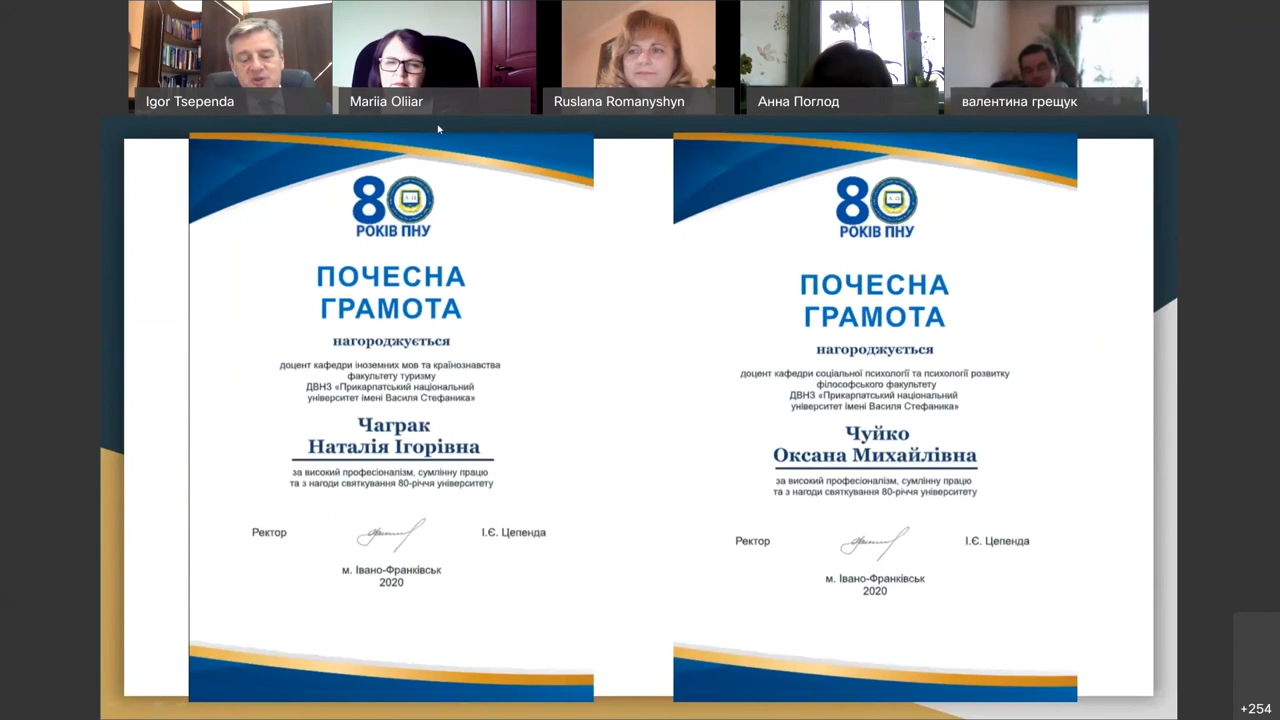 Igor Tsependa
Mariia Oliiar
Ruslana Romanyshyn
Анна Поглод
валентина грещук
80
РОКІВ ПНУ
ПОЧЕСНА
ГРАМОТА
нагороджується
доцент кафедри іноземних мов та країнознавства
факультету туризму
ДВНЗ «Прикарпатський національний
університет імені Василя Стефаника»
Чаграк
Наталія Ігорівна
за високий професіоналізм, сумлінну працю
та з нагоди святкування 80-річчя університету
Ректор
І.Є. Цепенда
м. Івано-Франківськ
2020
80
РОКІВ ПНУ
ПОЧЕСНА
ГРАМОТА
нагороджується
доцент кафедри соціальної психології та психології розвитку
філософського факультету
ДВНЗ «Прикарпатський національний
університет імені Василя Стефаника»
Чуйко
Оксана Михайлівна
за високий професіоналізм, сумлінну працю
та з нагоди святкування 80-річчя університету
Ректор
І.Є. Цепенда
м. Івано-Франківськ
2020
+254